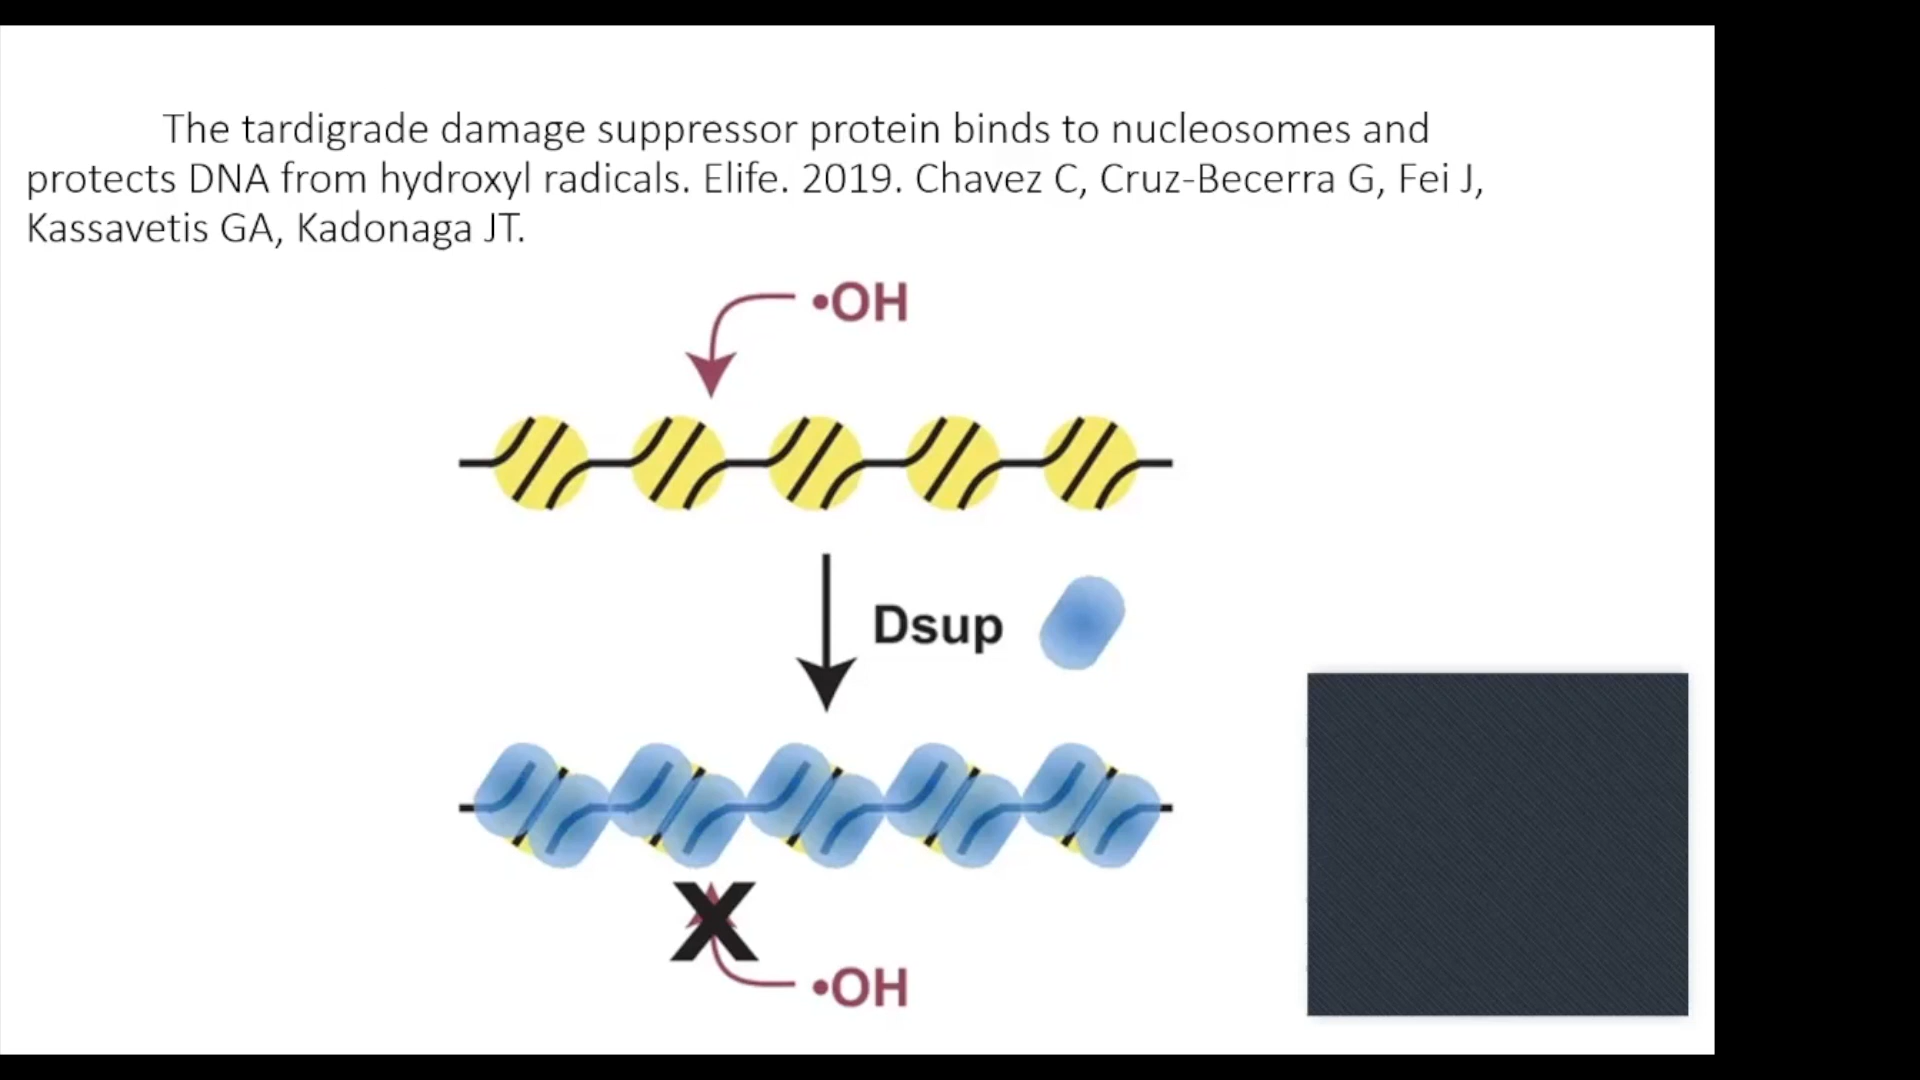 The tardigrade damage suppressor protein binds to nucleosomes and
protects DNA from hydroxyl radicals. Elife. 2019. Chavez C, Cruz-Becerra G, Fei J,
Kassavetis GA, Kadonaga JT.
•OH
Dsup
X
•OH